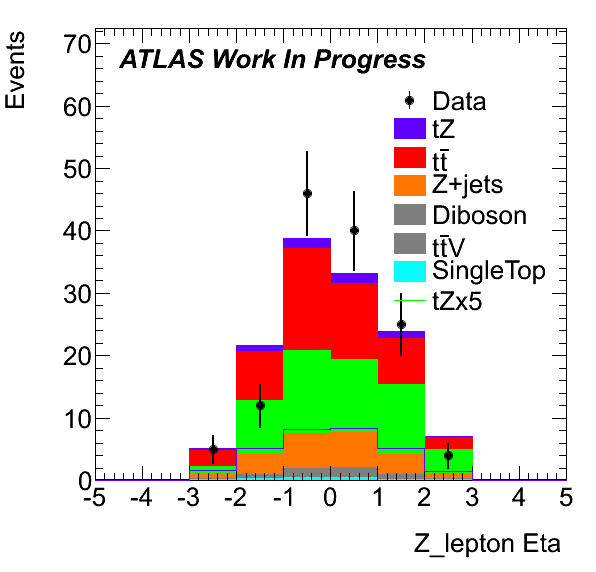 Events
ATLAS Work In Progress
Data
tZ
tt̄
Z+jets
Diboson
tt̄V
SingleTop
tZx5
70
60
50
40
30
20
10
0
-5 -4 -3 -2 -1 0 1 2 3 4 5
Z_lepton Eta